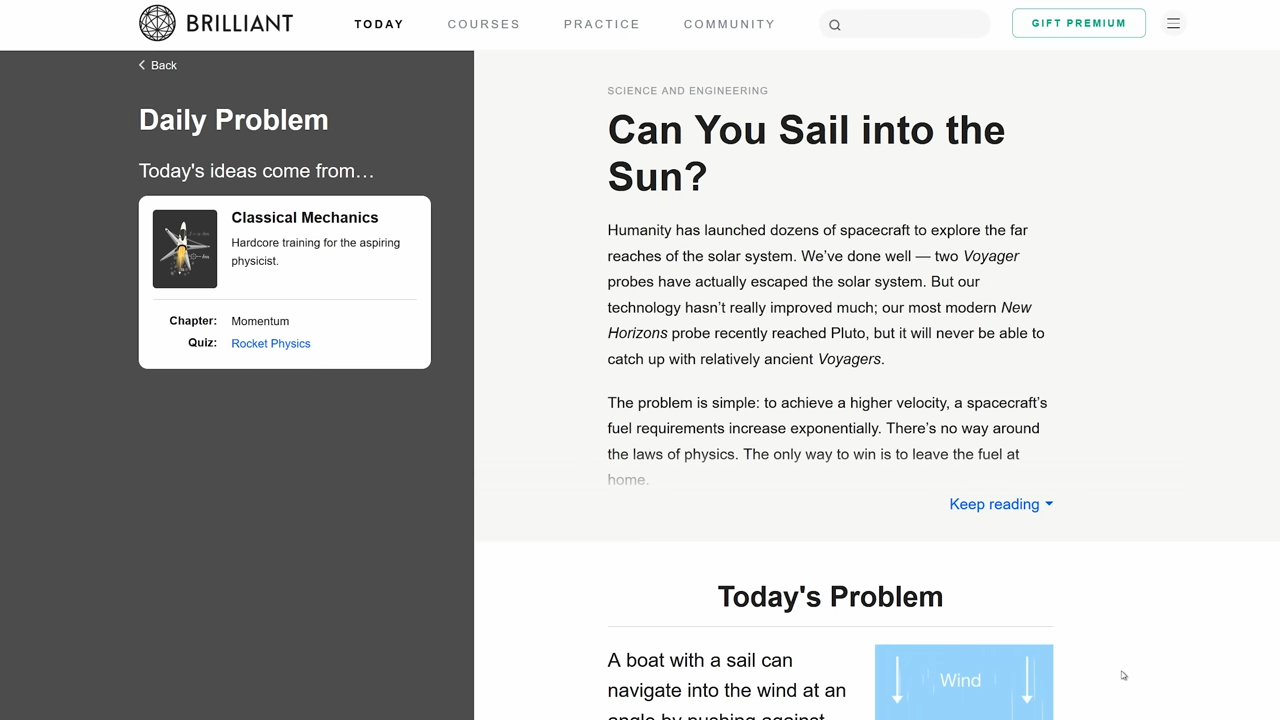 BRILLIANT
TODAY
COURSES
PRACTICE
COMMUNITY
GIFT PREMIUM
Back
Daily Problem
Today's ideas come from…
Classical Mechanics
Hardcore training for the aspiring
physicist.
Chapter: Momentum
Quiz: Rocket Physics
SCIENCE AND ENGINEERING
Can You Sail into the
Sun?
Humanity has launched dozens of spacecraft to explore the far
reaches of the solar system. We’ve done well — two Voyager
probes have actually escaped the solar system. But our
technology hasn’t really improved much; our most modern New
Horizons probe recently reached Pluto, but it will never be able to
catch up with relatively ancient Voyagers.
The problem is simple: to achieve a higher velocity, a spacecraft’s
fuel requirements increase exponentially. There’s no way around
the laws of physics. The only way to win is to leave the fuel at
home.
Keep reading
Today's Problem
A boat with a sail can
navigate into the wind at an
angle by pushing against
Wind